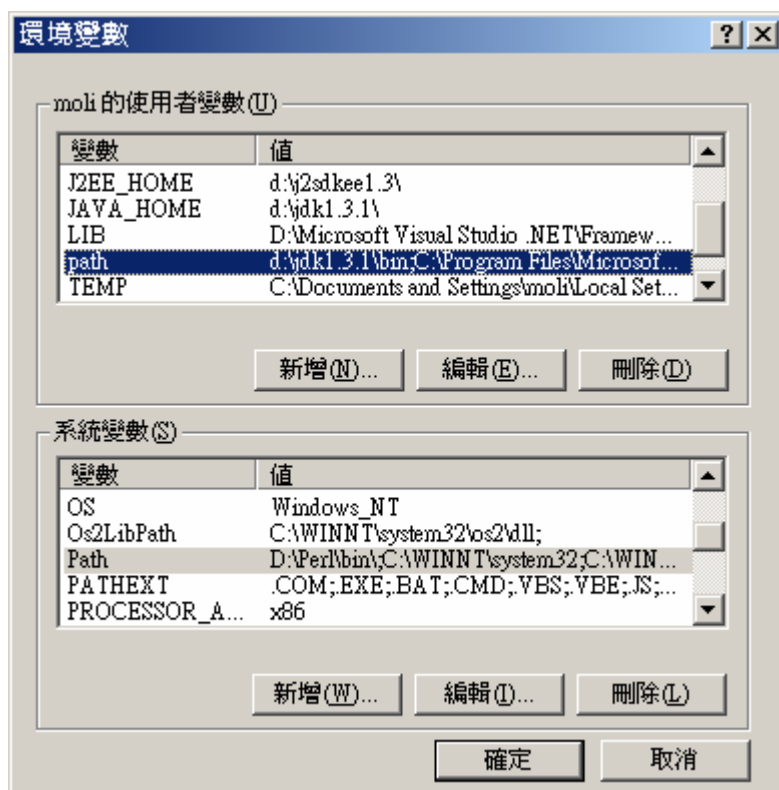 環境變數
moli 的使用者變數(U)
變數 值
J2EE_HOME d:\j2sdkee1.3\
JAVA_HOME d:\jdk1.3.1\
LIB D:\Microsoft Visual Studio .NET\Framew...
path d:\jdk1.3.1\bin;C:\Program Files\Microsof...
TEMP C:\Documents and Settings\moli\Local Set...
新增(N)... 編輯(E)... 刪除(D)
系統變數(S)
變數 值
OS Windows_NT
Os2LibPath C:\WINNT\system32\os2\dll;
Path D:\Perl\bin\;C:\WINNT\system32;C:\WIN...
PATHEXT .COM;.EXE;.BAT;.CMD;.VBS;.VBE;.JS;...
PROCESSOR_A... x86
新增(W)... 編輯(I)... 刪除(L)
確定 取消